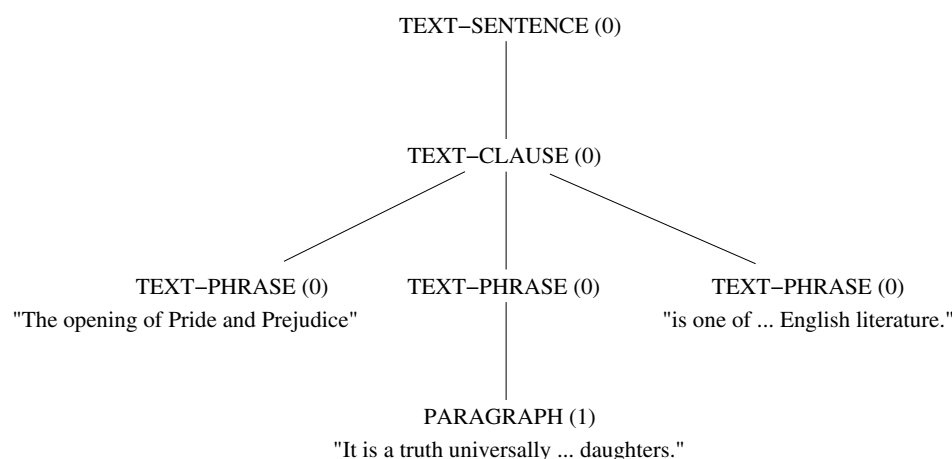 TEXT−SENTENCE (0)
TEXT−CLAUSE (0)
TEXT−PHRASE (0) TEXT−PHRASE (0) TEXT−PHRASE (0)
"The opening of Pride and Prejudice" "is one of ... English literature."
PARAGRAPH (1)
"It is a truth universally ... daughters."